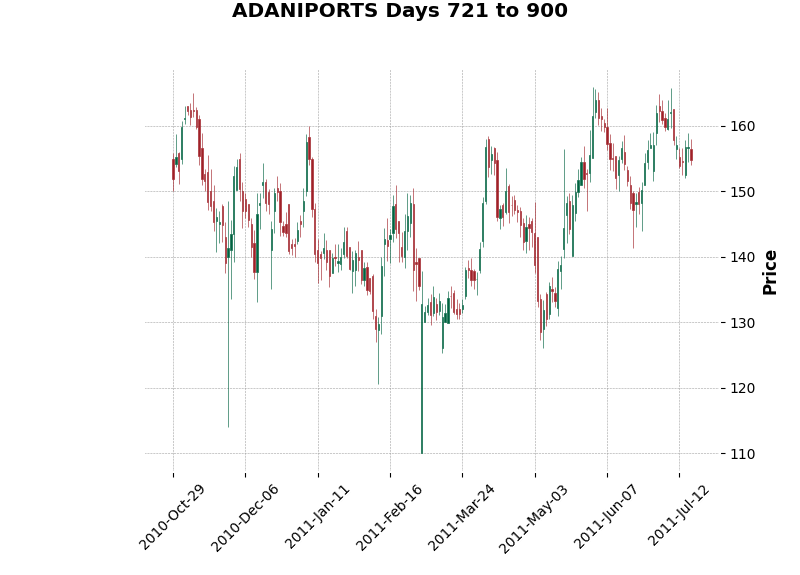 ADANIPORTS Days 721 to 900
160
150
140
130
120
110
Price
2010-Oct-29
2010-Dec-06
2011-Jan-11
2011-Feb-16
2011-Mar-24
2011-May-03
2011-Jun-07
2011-Jul-12